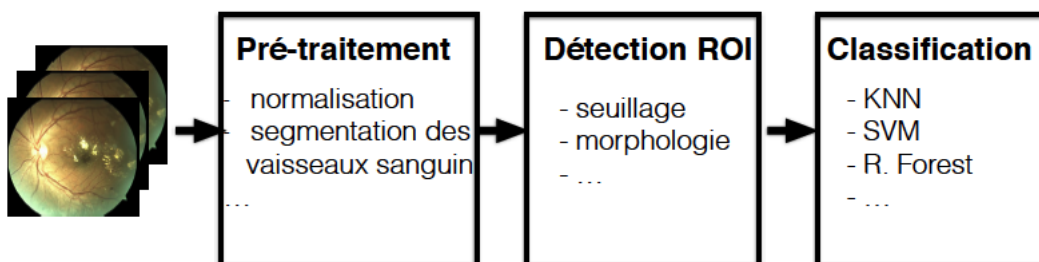 Pré-traitement
- normalisation
- segmentation des
vaisseaux sanguin
...
Détection ROI
- seuillage
- morphologie
- ...
Classification
- KNN
- SVM
- R. Forest
- ...